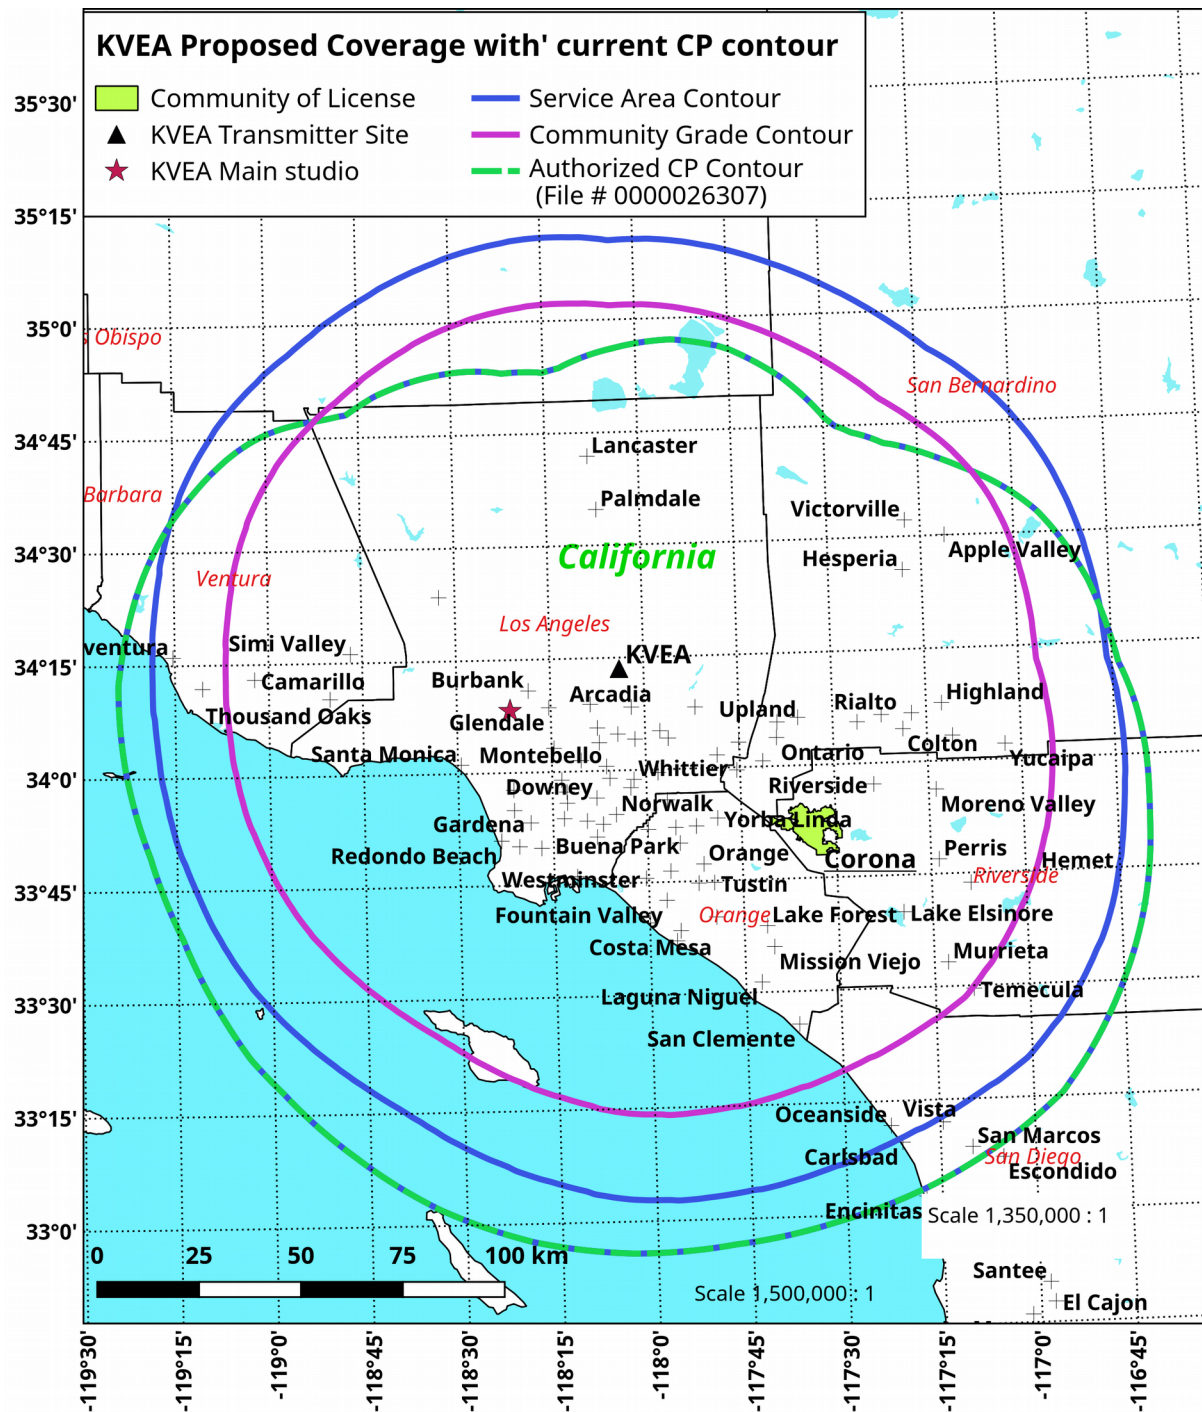 KVEA Proposed Coverage with' current CP contour
Community of License
KVEA Transmitter Site
KVEA Main studio
Service Area Contour
Community Grade Contour
Authorized CP Contour
(File # 0000026307)
35°30'
35°15'
35°0'
34°45'
34°30'
34°15'
34°0'
33°45'
33°30'
33°15'
33°0'
s Obispo
San Bernardino
Lancaster
Barbara
Palmdale
Victorville
Apple Valley
California
Hesperia
Ventura
Los Angeles
ventura
Simi Valley
KVEA
Burbank
Camarillo
Arcadia
Highland
Rialto
Upland
Thousand Oaks
Glendale
Colton
Santa Monica
Montebello
Ontario
Yucaipa
Whittier
Downey
Riverside
Norwalk
Moreno Valley
Gardena
Yorba Linda
Redondo Beach
Buena Park
Orange
Corona
Perris
Hemet
Riverside
Westminster
Tustin
Fountain Valley
Orange
Lake Forest
Lake Elsinore
Costa Mesa
Mission Viejo
Murrieta
Laguna Niguel
Temecula
San Clemente
Oceanside
Vista
San Marcos
Carlsbad
San Diego
Escondido
Encinitas
Scale 1,350,000 : 1
0 25 50 75 100 km
Santee
Scale 1,500,000 : 1
El Cajon
-119°30'
-119°15'
-119°0'
-118°45'
-118°30'
-118°15'
-118°0'
-117°45'
-117°30'
-117°15'
-117°0'
-116°45'